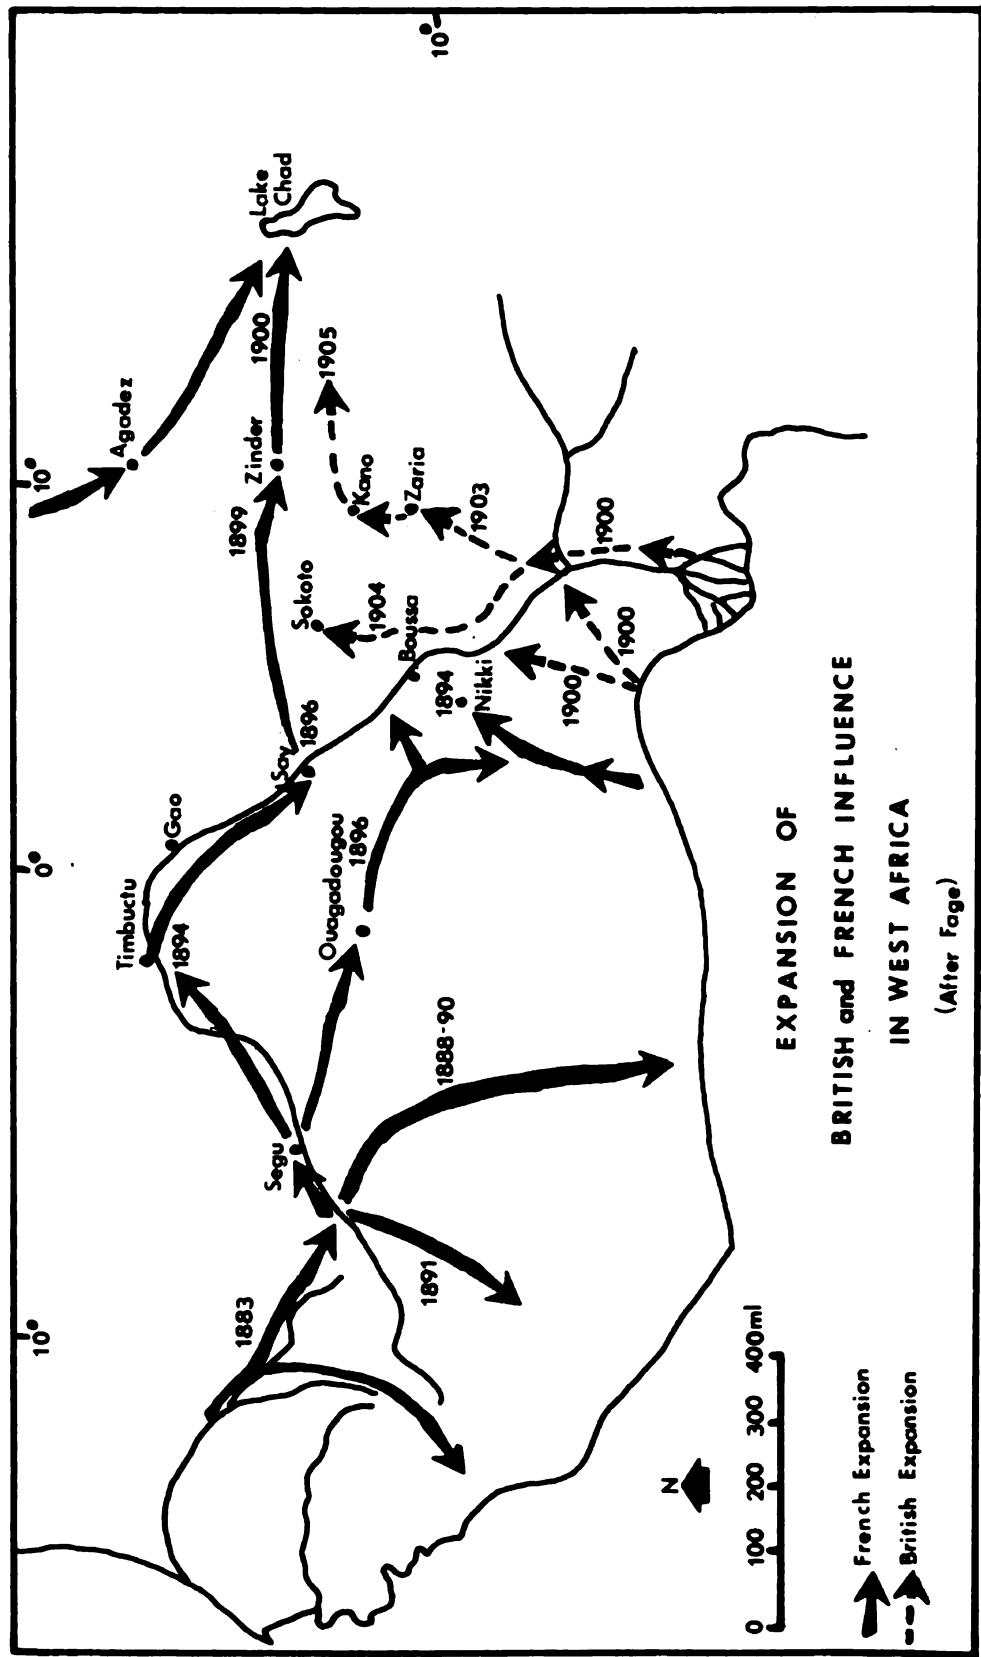 10°
0°
10°
10°
Timbuctu
1894
Gao
Say
1896
1899
Zinder
1900
Agadez
Lake
Chad
Segu
1883
1891
1888-90
Ouagadougou
1896
Sokoto
1904
Boussa
1894
Nikki
Kano
Zaria
1903
1905
1900
1900
1900
EXPANSION OF
BRITISH and FRENCH INFLUENCE
IN WEST AFRICA
(After Fage)
N
0 100 200 300 400ml
French Expansion
British Expansion